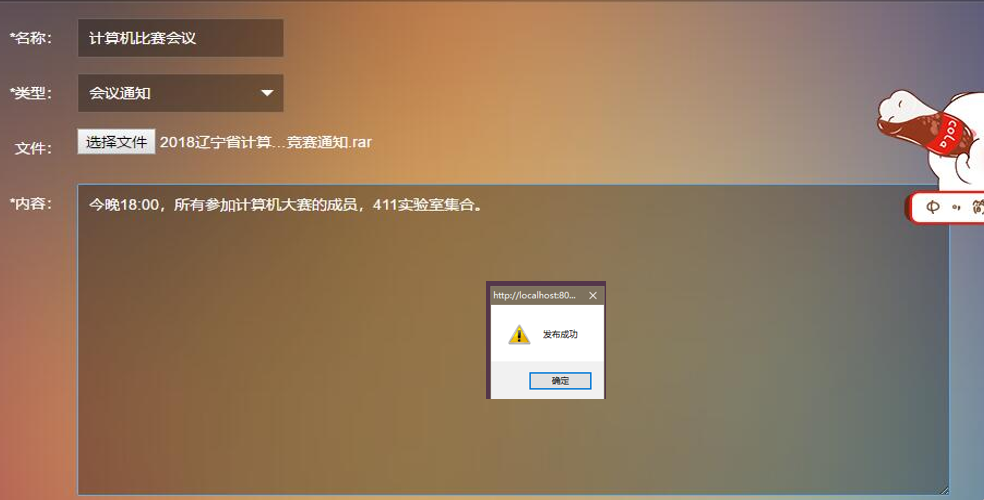 *名称: 计算机比赛会议
*类型: 会议通知
文件: 选择文件 2018辽宁省计算...竞赛通知.rar
*内容: 今晚18:00，所有参加计算机大赛的成员，411实验室集合。
http://localhost:80...
发布成功
确定
cola
中 简